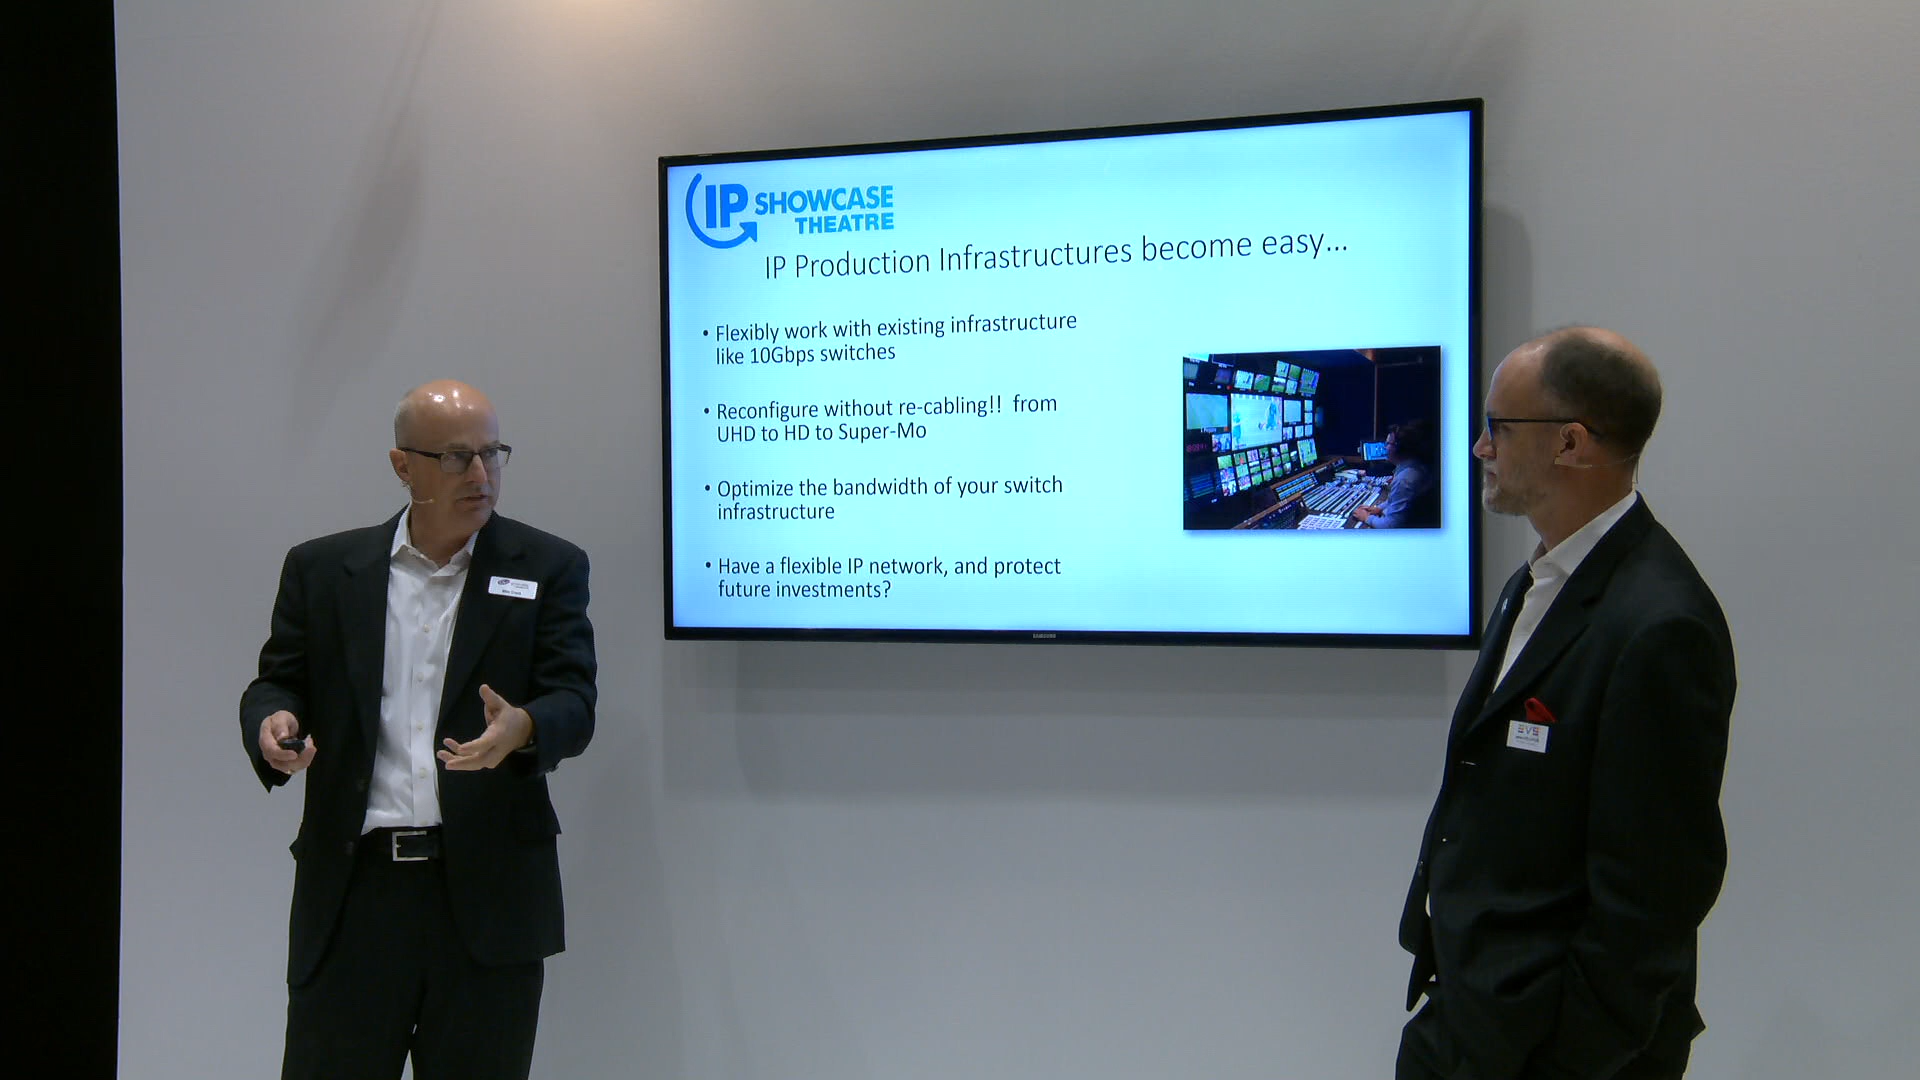 IP SHOWCASE
THEATRE
IP Production Infrastructures become easy...
• Flexibly work with existing infrastructure
like 10Gbps switches
• Reconfigure without re-cabling!! from
UHD to HD to Super-Mo
• Optimize the bandwidth of your switch
infrastructure
• Have a flexible IP network, and protect
future investments?
EVS